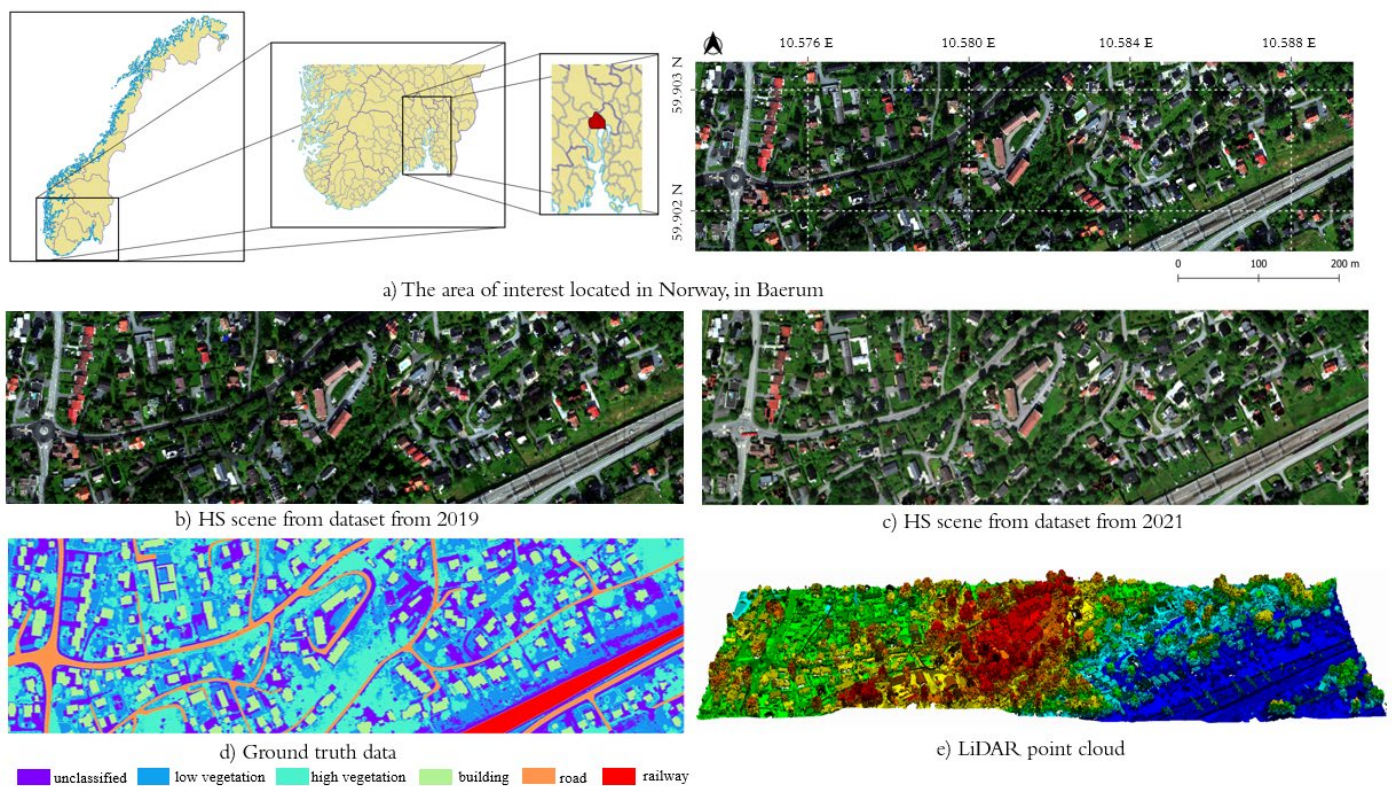 10.576 E 10.580 E 10.584 E 10.588 E
59.903 N
59.902 N
0 100 200 m
a) The area of interest located in Norway, in Baerum
b) HS scene from dataset from 2019
c) HS scene from dataset from 2021
d) Ground truth data
e) LiDAR point cloud
unclassified low vegetation high vegetation building road railway